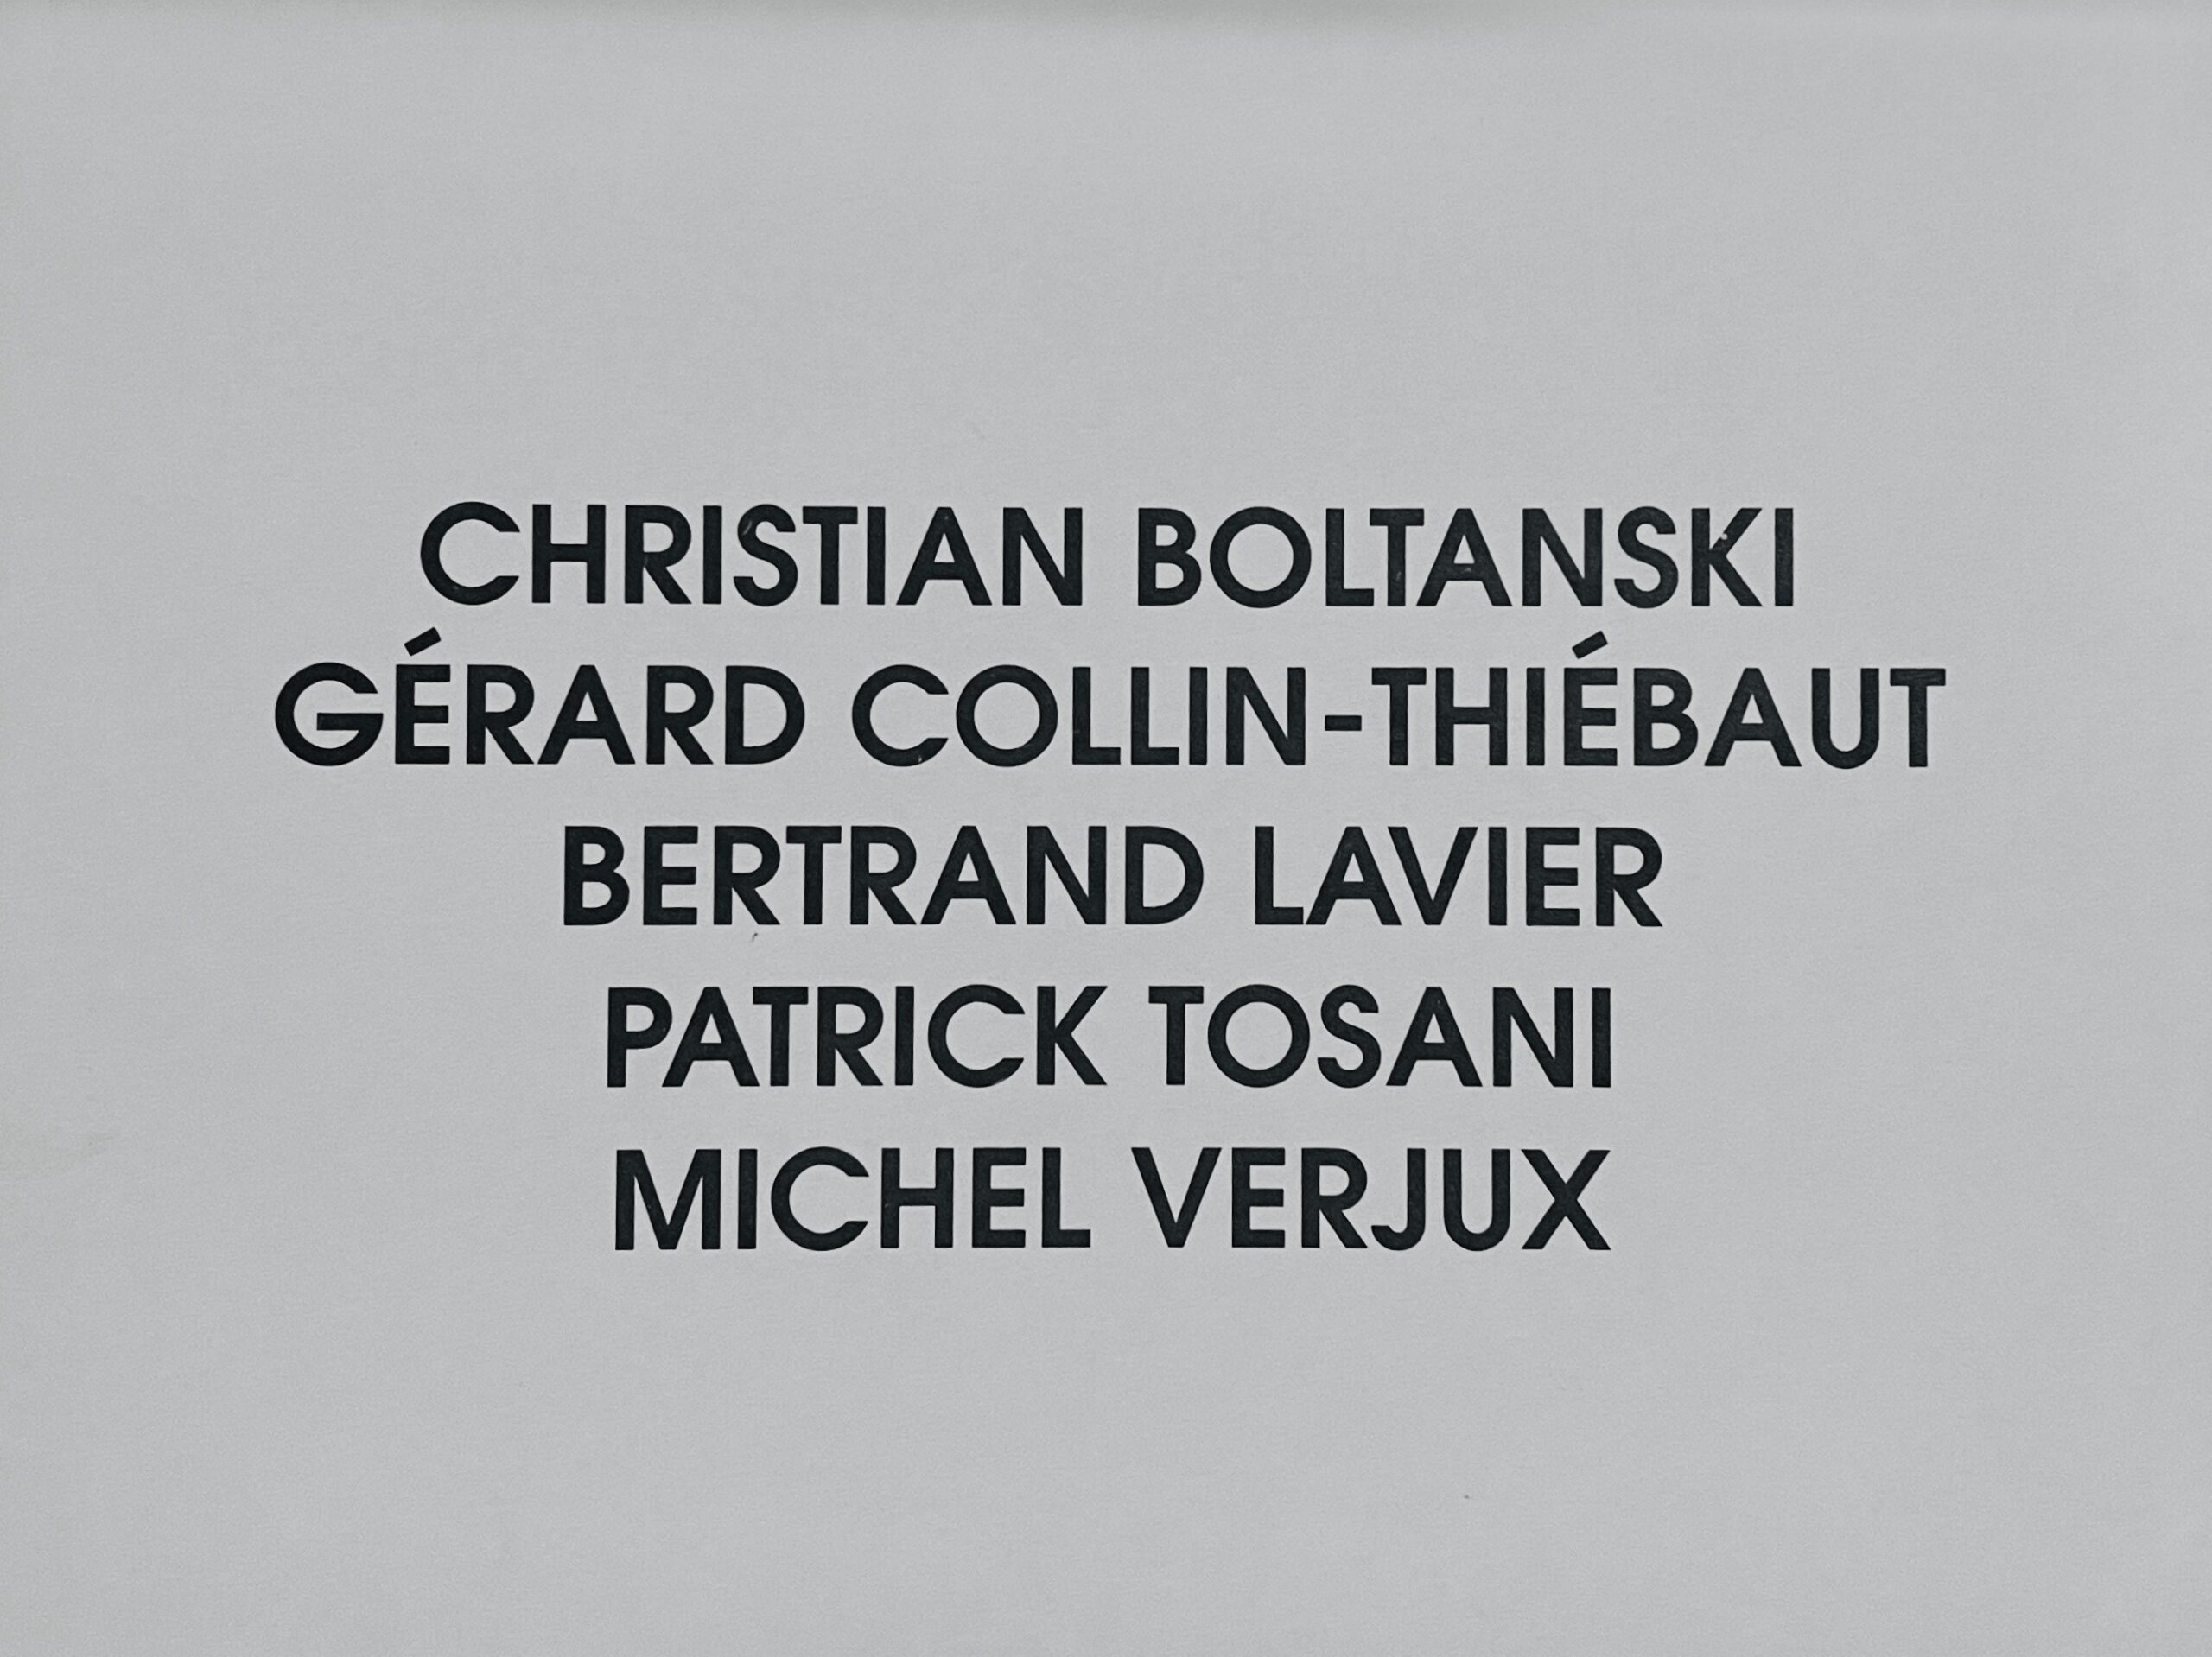 CHRISTIAN BOLTANSKI
GÉRARD COLLIN-THIÉBAUT
BERTRAND LAVIER
PATRICK TOSANI
MICHEL VERJUX